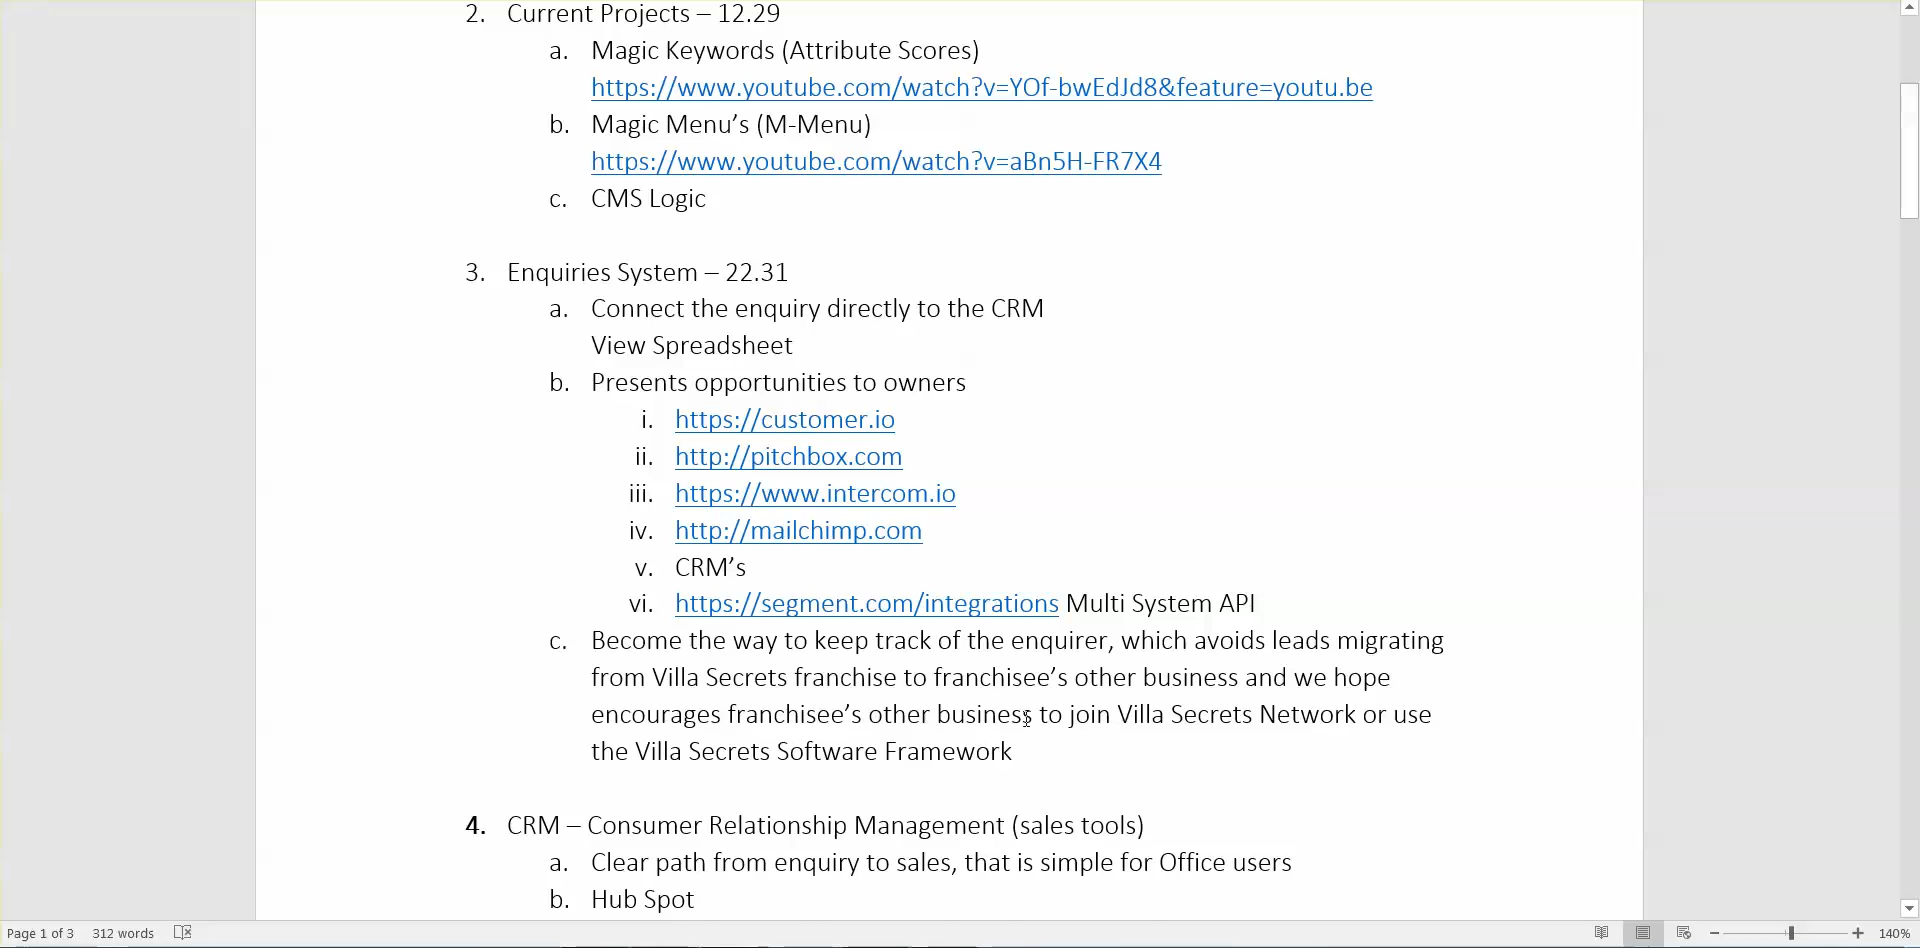 2. Current Projects – 12.29
a. Magic Keywords (Attribute Scores)
https://www.youtube.com/watch?v=YOf-bwEdJd8&feature=youtu.be
b. Magic Menu’s (M-Menu)
https://www.youtube.com/watch?v=aBn5H-FR7X4
c. CMS Logic
3. Enquiries System – 22.31
a. Connect the enquiry directly to the CRM
View Spreadsheet
b. Presents opportunities to owners
i. https://customer.io
ii. http://pitchbox.com
iii. https://www.intercom.io
iv. http://mailchimp.com
v. CRM’s
vi. https://segment.com/integrations Multi System API
c. Become the way to keep track of the enquirer, which avoids leads migrating
from Villa Secrets franchise to franchisee’s other business and we hope
encourages franchisee’s other business to join Villa Secrets Network or use
the Villa Secrets Software Framework
4. CRM – Consumer Relationship Management (sales tools)
a. Clear path from enquiry to sales, that is simple for Office users
b. Hub Spot
Page 1 of 3 312 words 140%